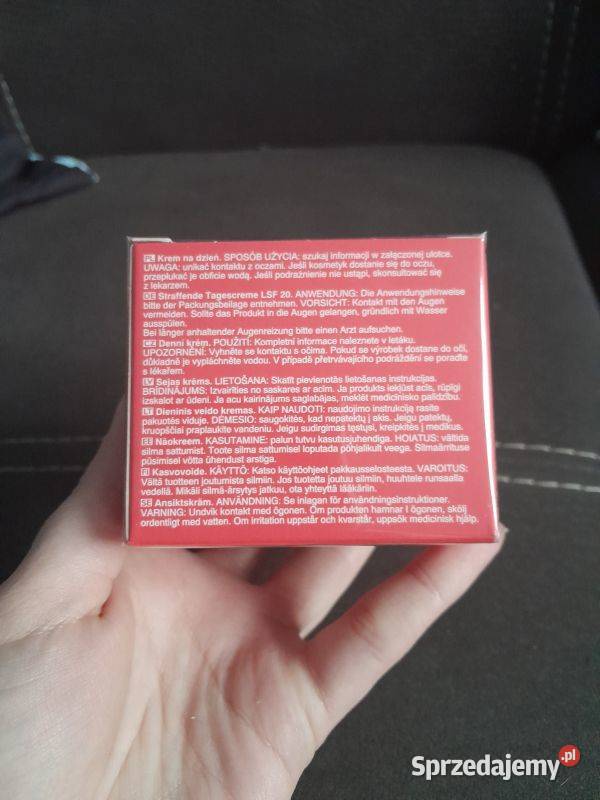 PL Krem na dzień. SPOSÓB UŻYCIA: szukaj informacji w załączonej ulotce.
UWAGA: unikać kontaktu z oczami. Jeśli kosmetyk dostanie się do oczu,
przepłukać je obficie wodą. Jeśli podrażnienie nie ustąpi, skonsultować się
z lekarzem.
DE Straffende Tagescreme LSF 20. ANWENDUNG: Die Anwendungshinweise
bitte der Packungsbeilage entnehmen. VORSICHT: Kontakt mit den Augen
vermeiden. Sollte das Produkt in die Augen gelangen, gründlich mit Wasser
ausspülen.
Bei länger anhaltender Augenreizung bitte einen Arzt aufsuchen.
CZ Denní krém. POUŽITÍ: Kompletní informace naleznete v letáku.
UPOZORNĚNÍ: Vyhněte se kontaktu s očima. Pokud se výrobek dostane do očí,
důkladně je vypláchněte vodou. V případě přetrvávajícího podráždění se poraďte
s lékařem.
LV Sejas krēms. LIETOŠANA: Skatīt pievienotās lietošanas instrukcijas.
BRĪDINĀJUMS: Izvairīties no saskares ar acīm. Ja produkts iekļūst acīs, rūpīgi
izskalot ar ūdeni. Ja acu kairinājums saglabājas, meklēt medicīnisko palīdzību.
LT Dieninis veido kremas. KAIP NAUDOTI: naudojimo instrukciją rasite
pakuotės viduje. DĖMESIO: saugokitės, kad nepatektų į akis. Jeigu patektų,
kruopščiai praplaukite vandeniu. Jeigu sudirgimas tęstųsi, kreipkitės į medikus.
EE Näokreem. KASUTAMINE: palun tutvu kasutusjuhendiga. HOIATUS: vältida
silma sattumist. Toote silma sattumisel loputada põhjalikult veega. Silmaärrituse
püsimisel võtta ühendust arstiga.
FI Kasvovoide. KÄYTTÖ: Katso käyttöohjeet pakkausselosteesta. VAROITUS:
Vältä tuotteen joutumista silmiin. Jos tuotetta joutuu silmiin, huuhtele runsaalla
vedellä. Mikäli silmä-ärsytys jatkuu, ota yhteyttä lääkäriin.
SE Ansiktskräm. ANVÄNDNING: Se inlagan för användningsinstruktioner.
VARNING: Undvik kontakt med ögonen. Om produkten hamnar i ögonen, skölj
ordentligt med vatten. Om irritation uppstår och kvarstår, uppsök medicinsk hjälp.
Sprzedajemy.pl